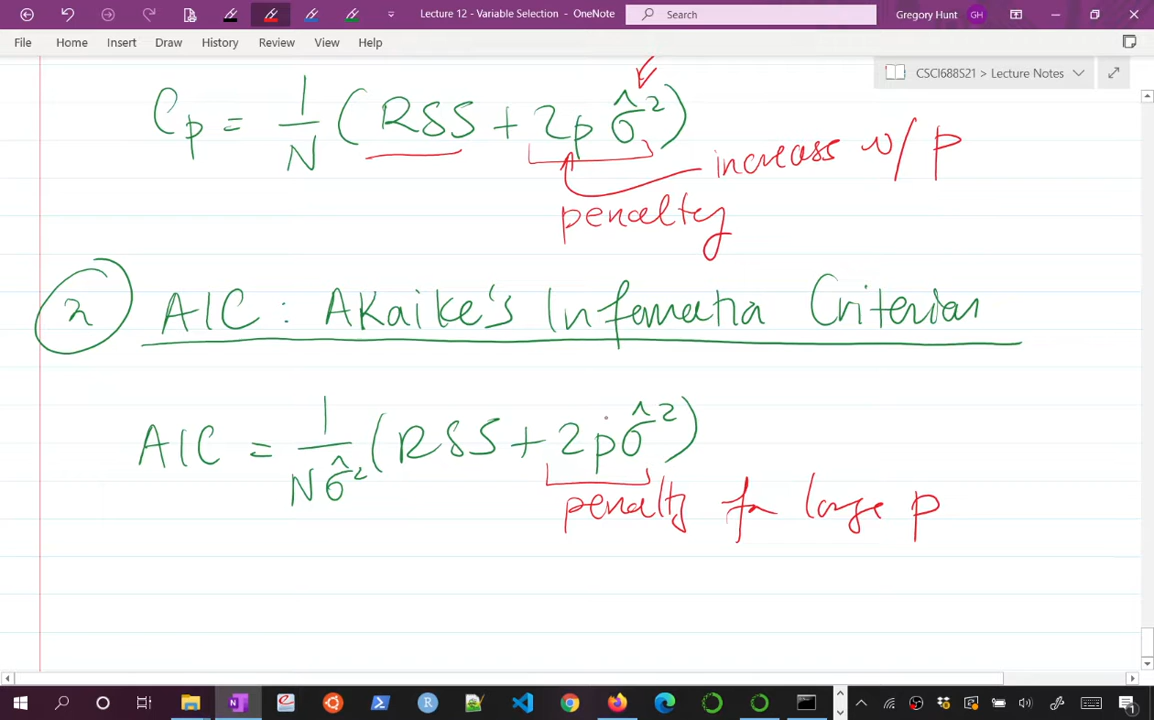 Lecture 12 - Variable Selection - OneNote
Search
Gregory Hunt GH
File Home Insert Draw History Review View Help
CSCI688S21 > Lecture Notes
Cp = 1/N (RSS + 2pσ̂²)
increases w/ p
penalty
2 AIC: Akaike's Information Criterion
AIC = 1/Nσ̂² (RSS + 2pσ̂²)
penalty for large p